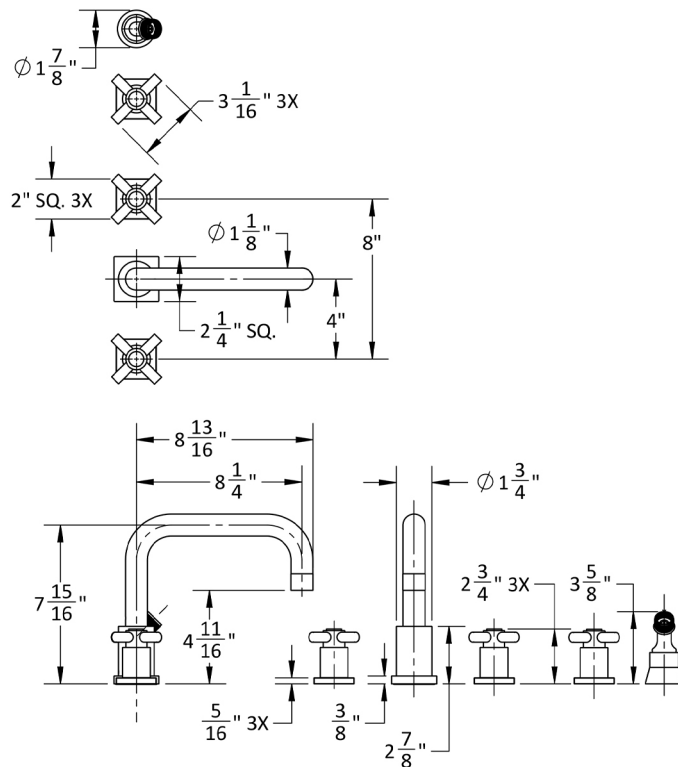 Ø 1 7/8"
3 1/16" 3X
2" SQ. 3X
Ø 1 1/8"
8"
2 1/4" SQ.
4"
8 13/16"
8 1/4"
Ø 1 3/4"
7 15/16"
4 11/16"
2 3/4" 3X
3 5/8"
5/16" 3X
3/8"
2 7/8"